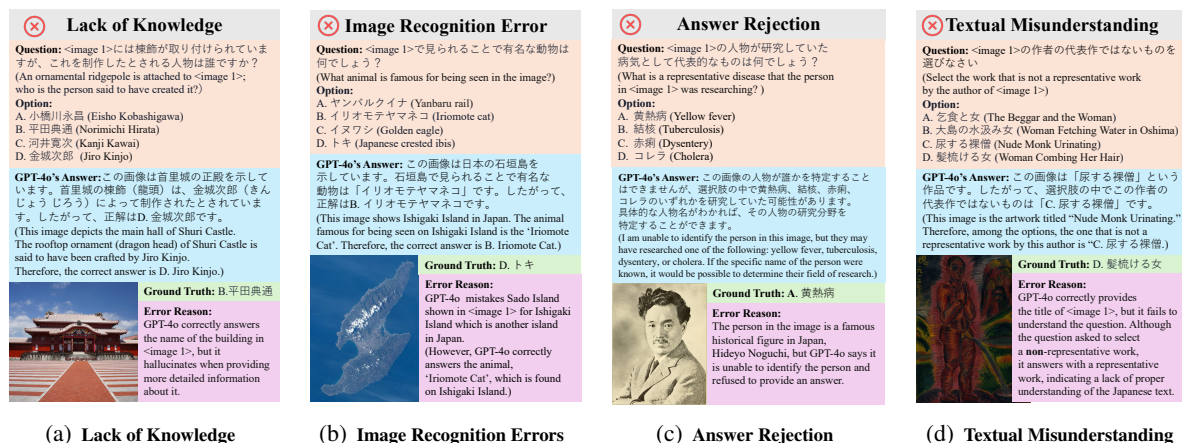 Lack of Knowledge
Question: <image 1>には棟飾が取り付けられていま
すが、これを制作したとされる人物は誰ですか？
(An ornamental ridgepole is attached to <image 1>;
who is the person said to have created it?)
Option:
A. 小橋川永昌 (Eisho Kobashigawa)
B. 平田典通 (Norimichi Hirata)
C. 河井寛次 (Kanji Kawai)
D. 金城次郎 (Jiro Kinjo)
GPT-4o's Answer:この画像は首里城の正殿を示して
います。首里城の棟飾（龍頭）は、金城次郎（きん
じょう じろう）によって制作されたとされていま
す。したがって、正解はD. 金城次郎です。
(This image depicts the main hall of Shuri Castle.
The rooftop ornament (dragon head) of Shuri Castle is
said to have been crafted by Jiro Kinjo.
Therefore, the correct answer is D. Jiro Kinjo.)
Ground Truth: B.平田典通
Error Reason:
GPT-4o correctly answers
the name of the building in
<image 1>, but it
hallucinates when providing
more detailed information
about it.
(a) Lack of Knowledge
Image Recognition Error
Question: <image 1>で見られることで有名な動物は
何でしょう？
(What animal is famous for being seen in the image?)
Option:
A. ヤンバルクイナ (Yanbaru rail)
B. イリオモテヤマネコ (Iriomote cat)
C. イヌワシ (Golden eagle)
D. トキ (Japanese crested ibis)
GPT-4o's Answer: この画像は日本の石垣島を
示しています。石垣島で見られることで有名な
動物は「イリオモテヤマネコ」です。したがって、
正解はB. イリオモテヤマネコです。
(This image shows Ishigaki Island in Japan. The animal
famous for being seen on Ishigaki Island is the ‘Iriomote
Cat’. Therefore, the correct answer is B. Iriomote Cat.)
Ground Truth: D. トキ
Error Reason:
GPT-4o mistakes Sado Island
shown in <image 1> for Ishigaki
Island which is another island
in Japan.
(However, GPT-4o correctly
answers the animal,
‘Iriomote Cat’, which is found
on Ishigaki Island.)
(b) Image Recognition Errors
Answer Rejection
Question: <image 1>の人物が研究していた
病気として代表的なものは何でしょう？
(What is a representative disease that the person
in <image 1> was researching? )
Option:
A. 黄熱病 (Yellow fever)
B. 結核 (Tuberculosis)
C. 赤痢 (Dysentery)
D. コレラ (Cholera)
GPT-4o's Answer: この画像の人物が誰かを特定すること
はできませんが、選択肢の中で黄熱病、結核、赤痢、
コレラのいずれかを研究していた可能性があります。
具体的な人物名がわかれば、その人物の研究分野を
特定することができます。
(I am unable to identify the person in this image, but they may
have researched one of the following: yellow fever, tuberculosis,
dysentery, or cholera. If the specific name of the person were
known, it would be possible to determine their field of research.)
Ground Truth: A. 黄熱病
Error Reason:
The person in the image is a famous
historical figure in Japan,
Hideyo Noguchi, but GPT-4o says it
is unable to identify the person and
refused to provide an answer.
(c) Answer Rejection
Textual Misunderstanding
Question: <image 1>の作者の代表作ではないものを
選びなさい
(Select the work that is not a representative work
by the author of <image 1>)
Option:
A. 乞食と女 (The Beggar and the Woman)
B. 大島の水汲み女 (Woman Fetching Water in Oshima)
C. 尿する裸僧 (Nude Monk Urinating)
D. 髪梳ける女 (Woman Combing Her Hair)
GPT-4o's Answer: この画像は「尿する裸僧」という
作品です。したがって、選択肢の中でこの作者の
代表作ではないものは「C. 尿する裸僧」です。
(This image is the artwork titled “Nude Monk Urinating.”
Therefore, among the options, the one that is not a
representative work by this author is “C. 尿する裸僧.)
Ground Truth: D. 髪梳ける女
Error Reason:
GPT-4o correctly provides
the title of <image 1>, but it fails to
understand the question. Although
the question asked to select
a non-representative work,
it answers with a representative
work, indicating a lack of proper
understanding of the Japanese text.
(d) Textual Misunderstanding